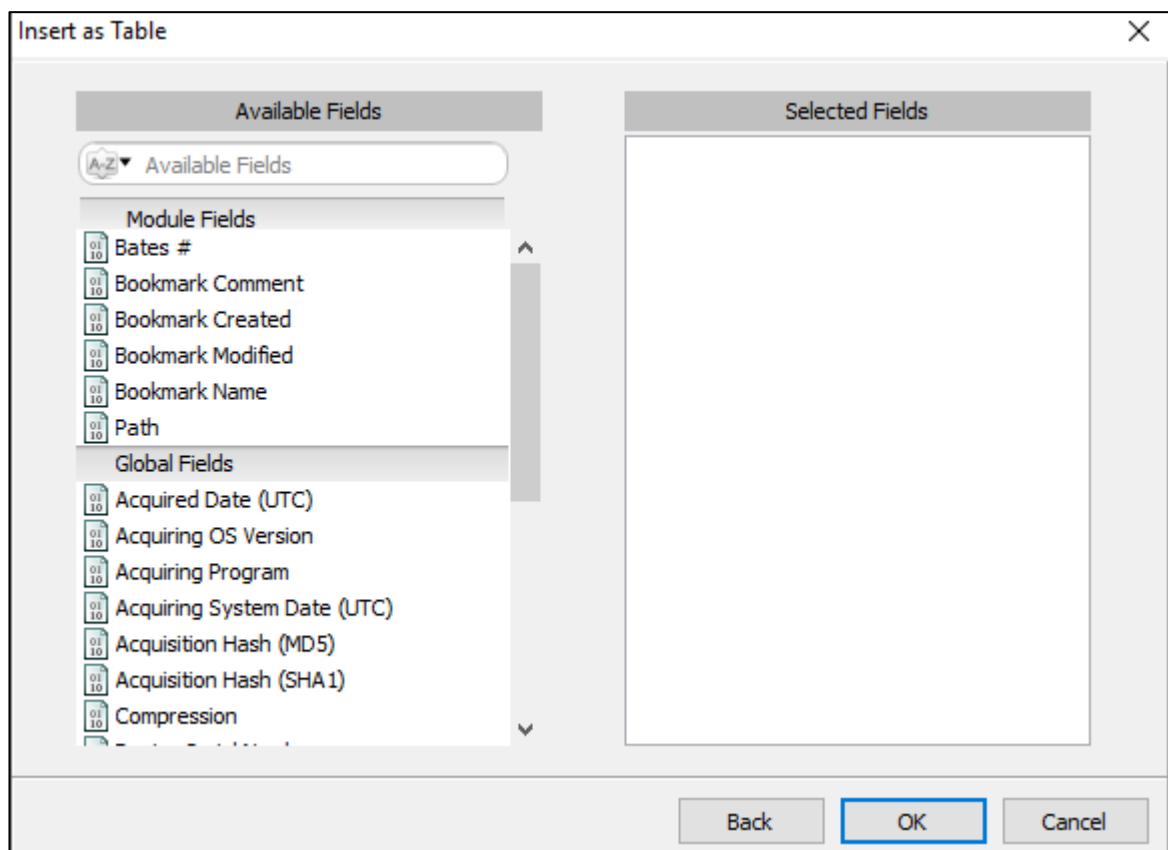 Insert as Table
Available Fields
Selected Fields
A-Z Available Fields
Module Fields
Bates #
Bookmark Comment
Bookmark Created
Bookmark Modified
Bookmark Name
Path
Global Fields
Acquired Date (UTC)
Acquiring OS Version
Acquiring Program
Acquiring System Date (UTC)
Acquisition Hash (MD5)
Acquisition Hash (SHA1)
Compression
Back
OK
Cancel